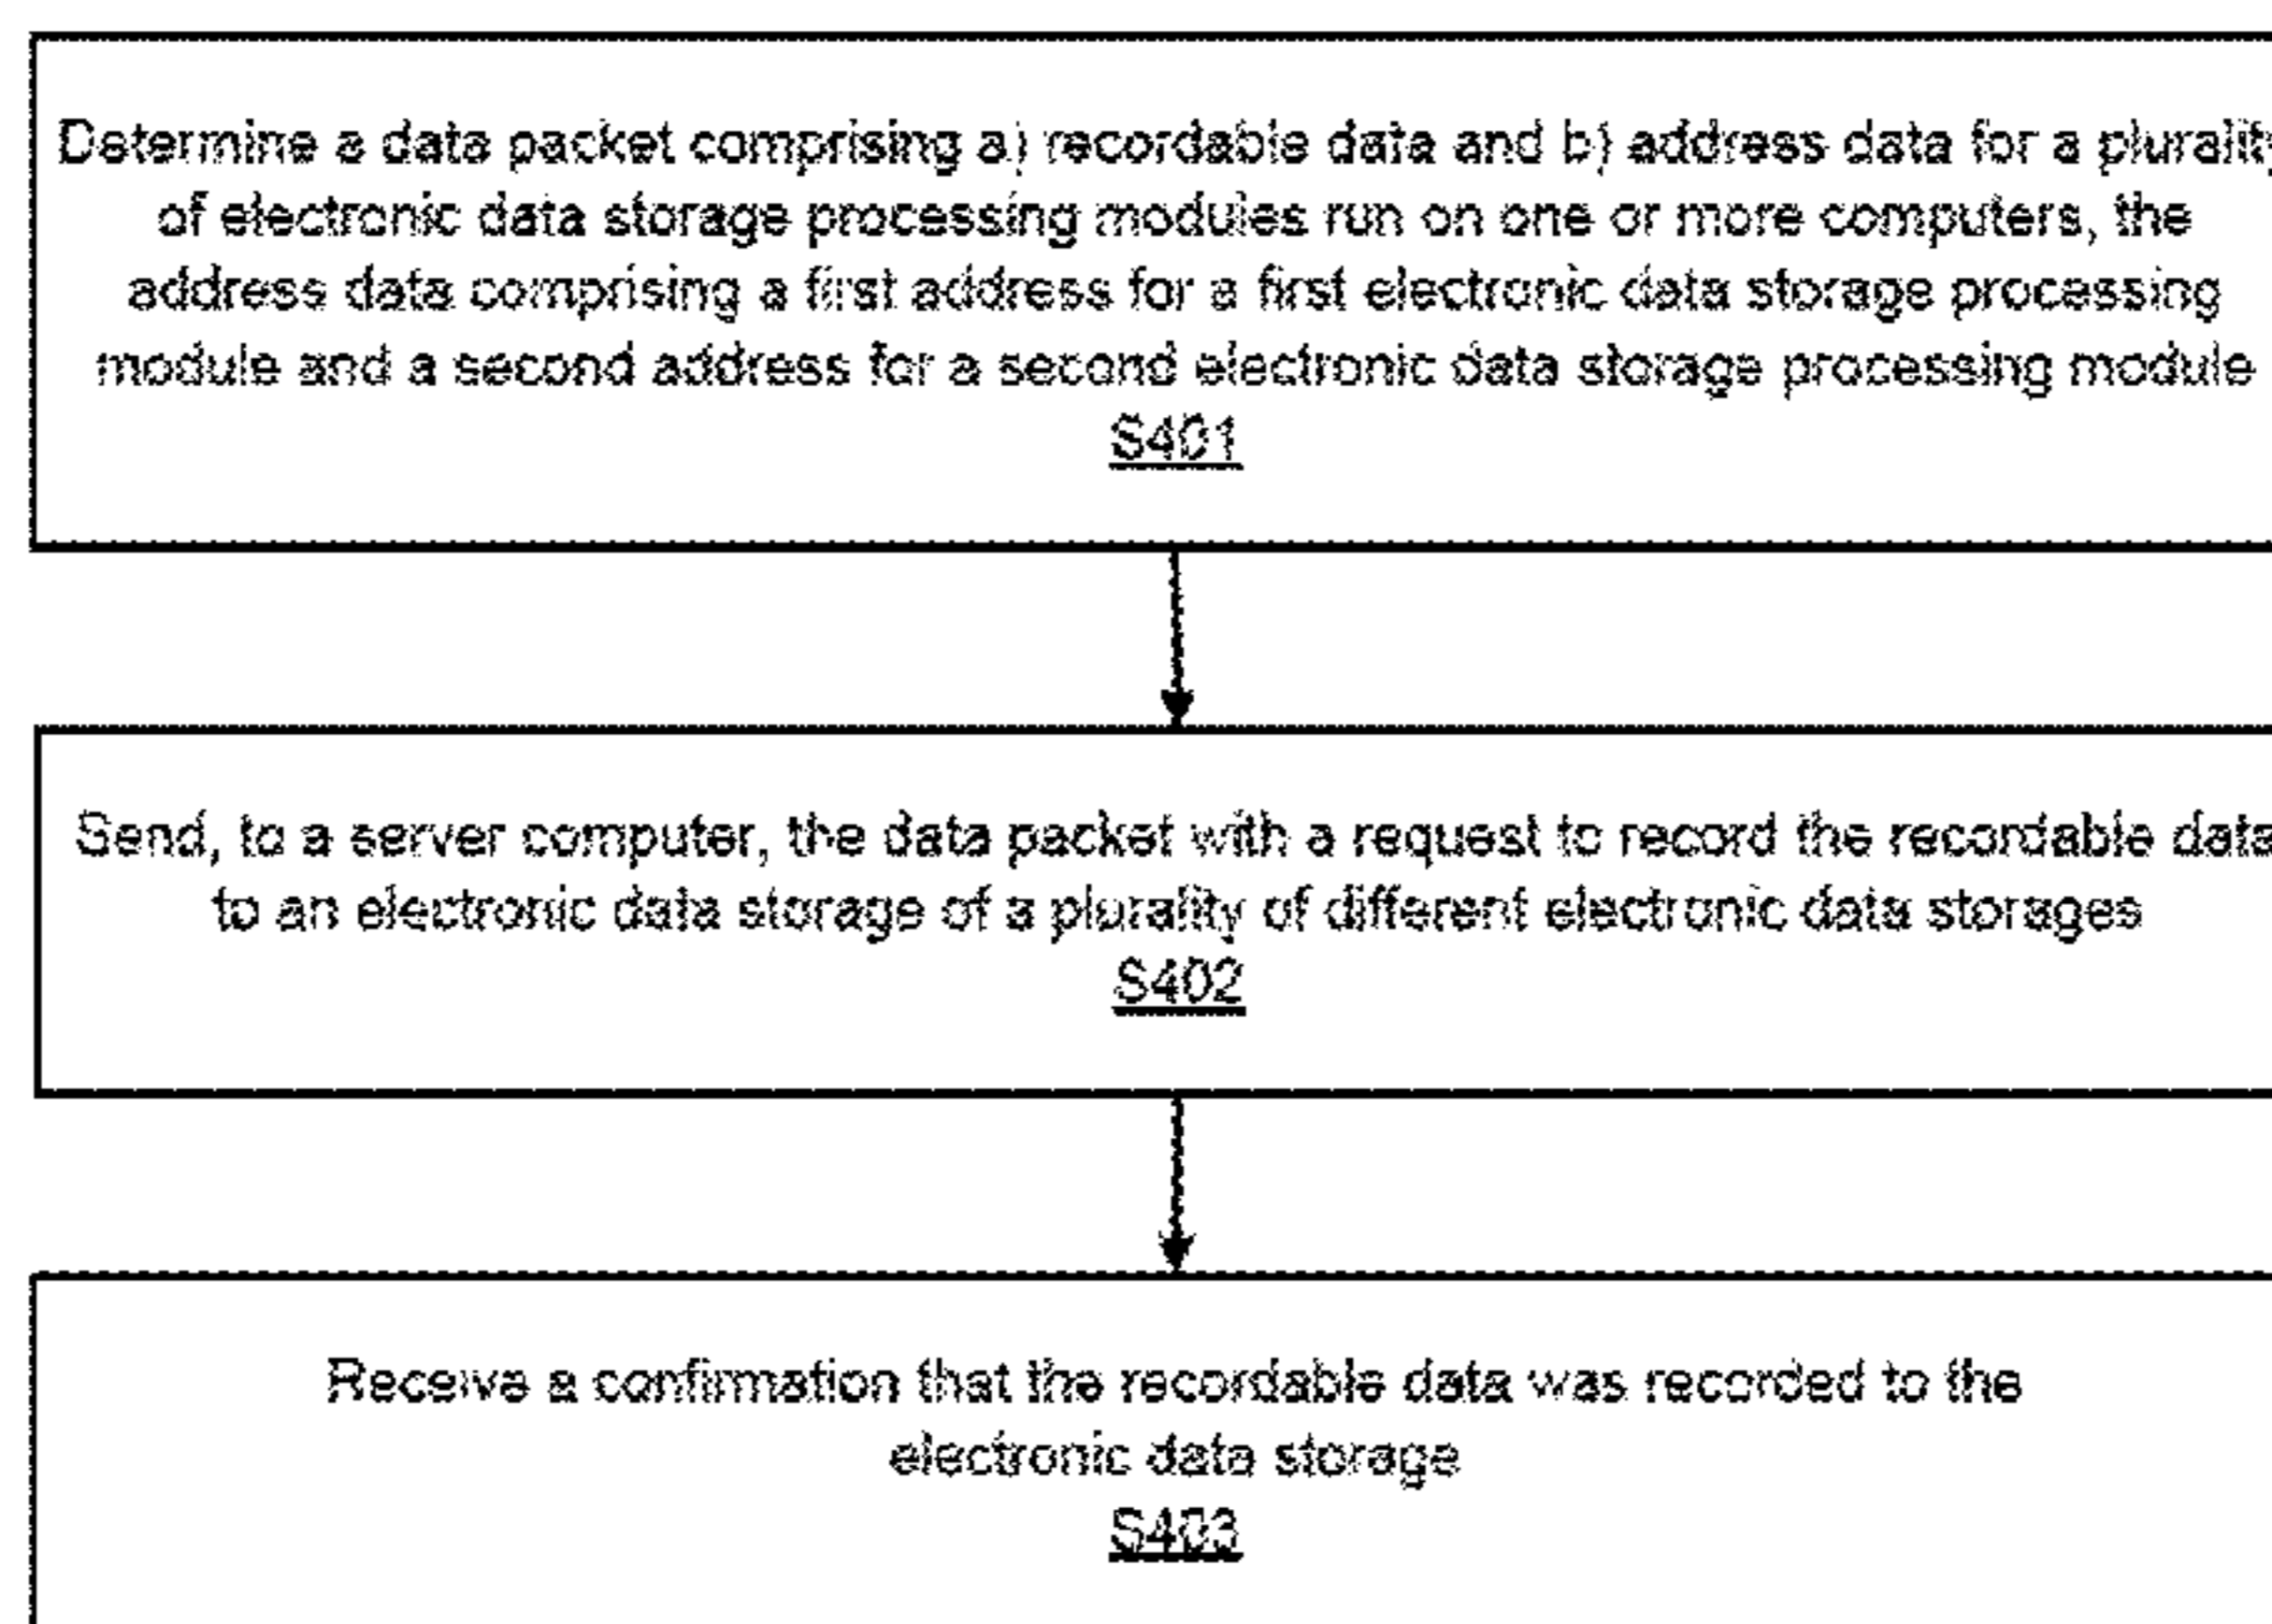 Determine a data packet comprising a) recordable data and b) address data for a plurality
of electronic data storage processing modules run on one or more computers, the
address data comprising a first address for a first electronic data storage processing
module and a second address for a second electronic data storage processing module
S401
Send, to a server computer, the data packet with a request to record the recordable data
to an electronic data storage of a plurality of different electronic data storages
S402
Receive a confirmation that the recordable data was recorded to the
electronic data storage
S403